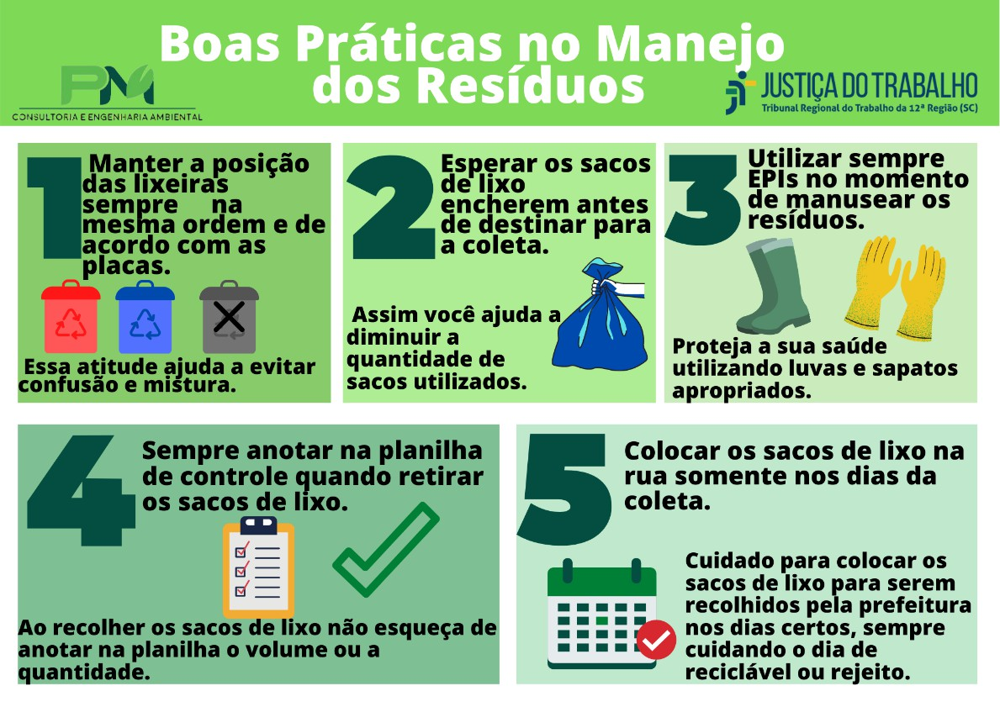 Boas Práticas no Manejo
dos Resíduos
PM
CONSULTORIA E ENGENHARIA AMBIENTAL
JUSTIÇA DO TRABALHO
Tribunal Regional do Trabalho da 12ª Região (SC)
1
Manter a posição
das lixeiras
sempre na
mesma ordem e de
acordo com as
placas.
Essa atitude ajuda a evitar
confusão e mistura.
2
Esperar os sacos
de lixo
encherem antes
de destinar para
a coleta.
Assim você ajuda a
diminuir a
quantidade de
sacos utilizados.
3
Utilizar sempre
EPIs no momento
de manusear os
resíduos.
Proteja a sua saúde
utilizando luvas e sapatos
apropriados.
4
Sempre anotar na planilha
de controle quando retirar
os sacos de lixo.
Ao recolher os sacos de lixo não esqueça de
anotar na planilha o volume ou a
quantidade.
5
Colocar os sacos de lixo na
rua somente nos dias da
coleta.
Cuidado para colocar os
sacos de lixo para serem
recolhidos pela prefeitura
nos dias certos, sempre
cuidando o dia de
reciclável ou rejeito.